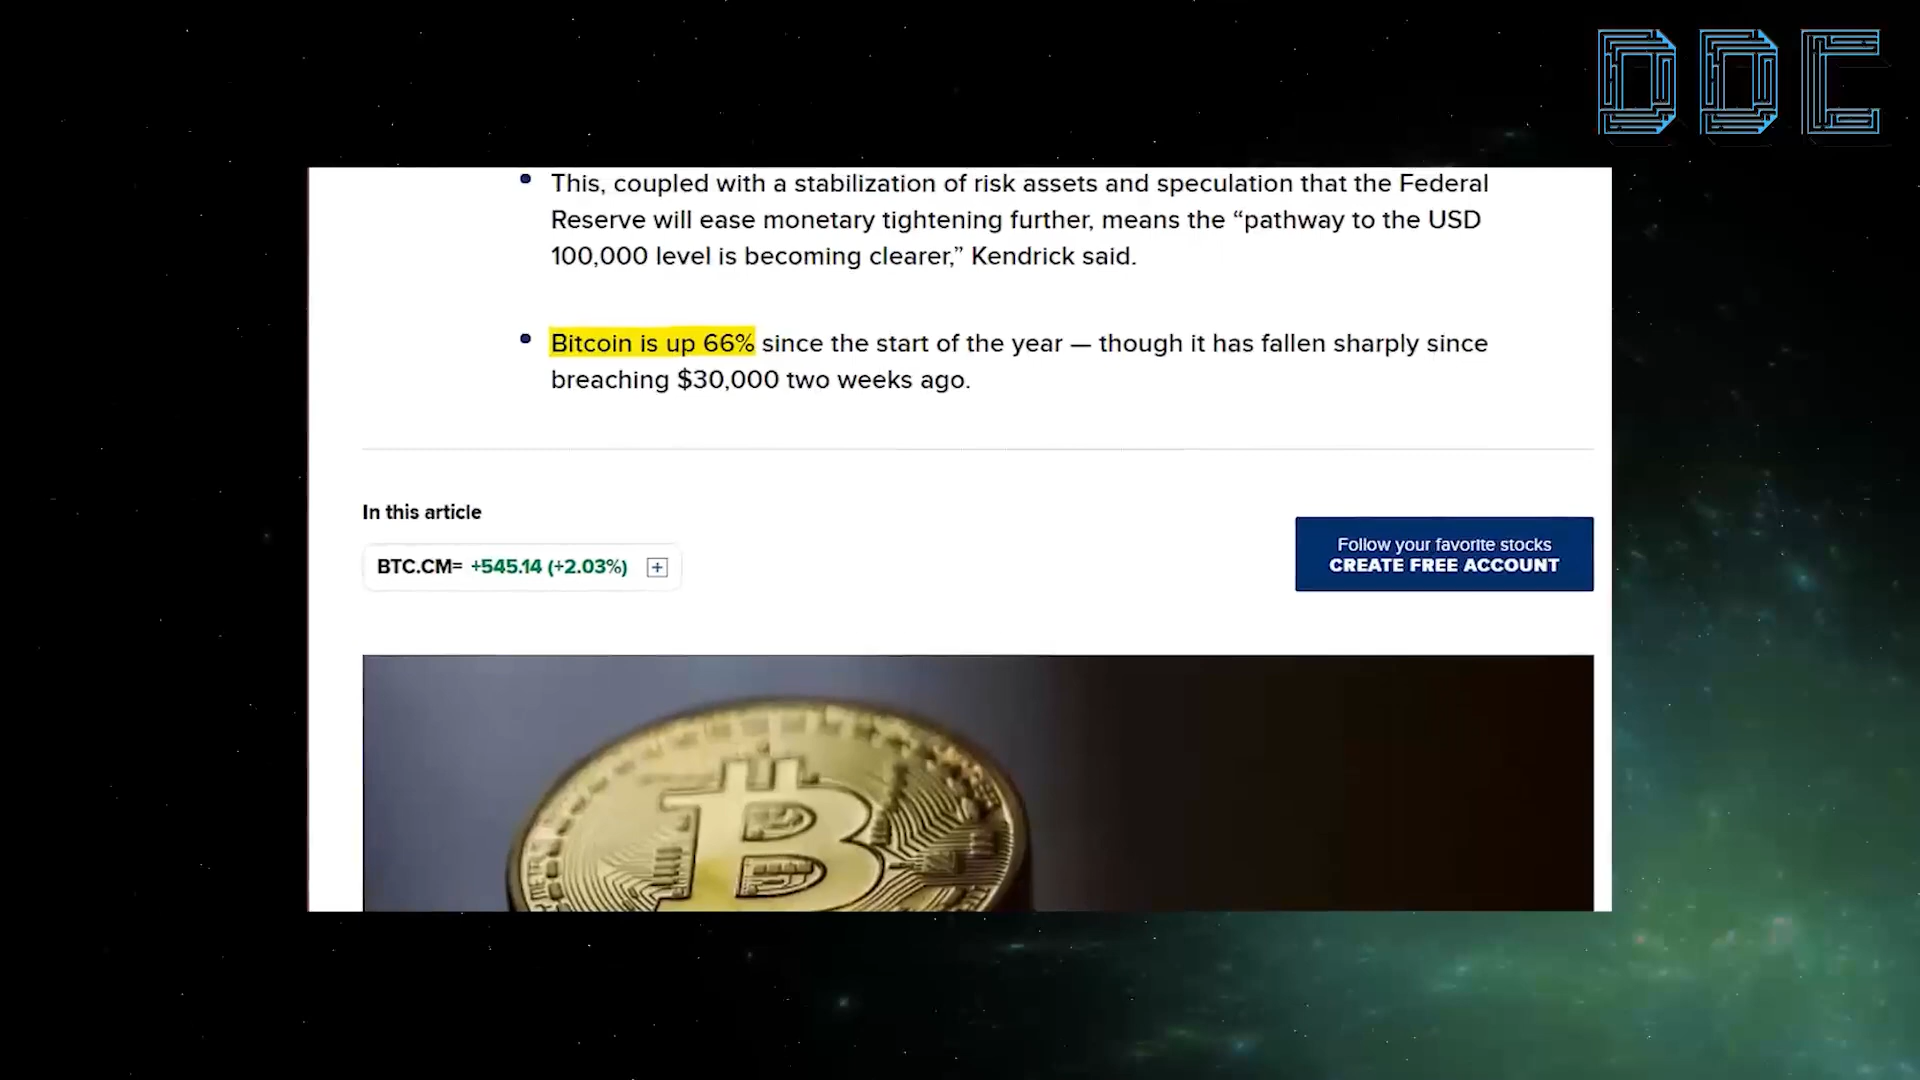 DDC
This, coupled with a stabilization of risk assets and speculation that the Federal
Reserve will ease monetary tightening further, means the “pathway to the USD
100,000 level is becoming clearer,” Kendrick said.
Bitcoin is up 66% since the start of the year — though it has fallen sharply since
breaching $30,000 two weeks ago.
In this article
BTC.CM= +545.14 (+2.03%)
Follow your favorite stocks
CREATE FREE ACCOUNT